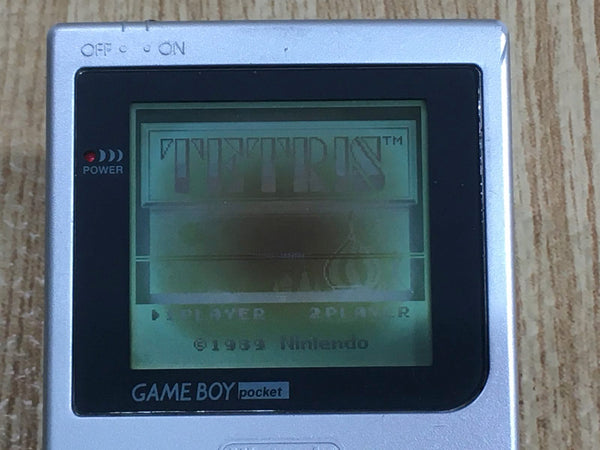 OFF ON
POWER
TETRIS™
▶1PLAYER 2PLAYER
©1989 Nintendo
GAME BOY pocket